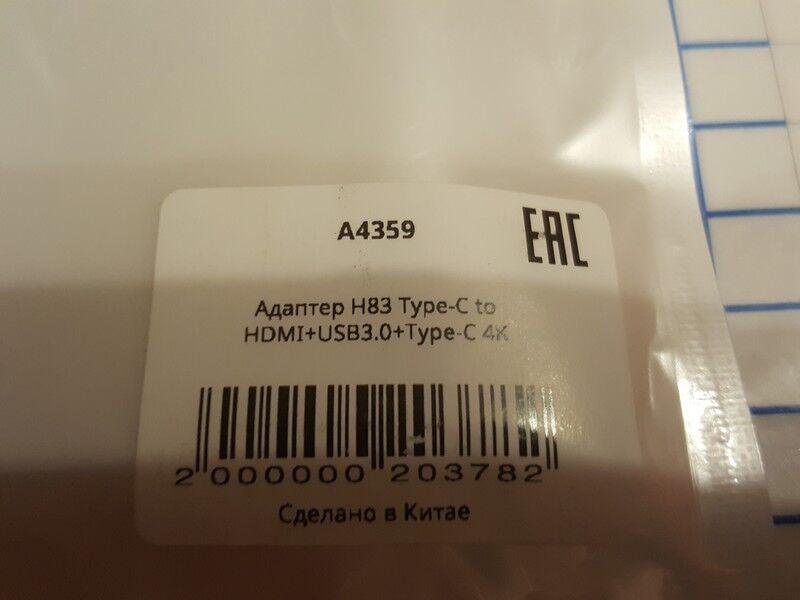 A4359
EAC
Адаптер H83 Type-C to
HDMI+USB3.0+Type-C 4K
2 000000 203782
Сделано в Китае